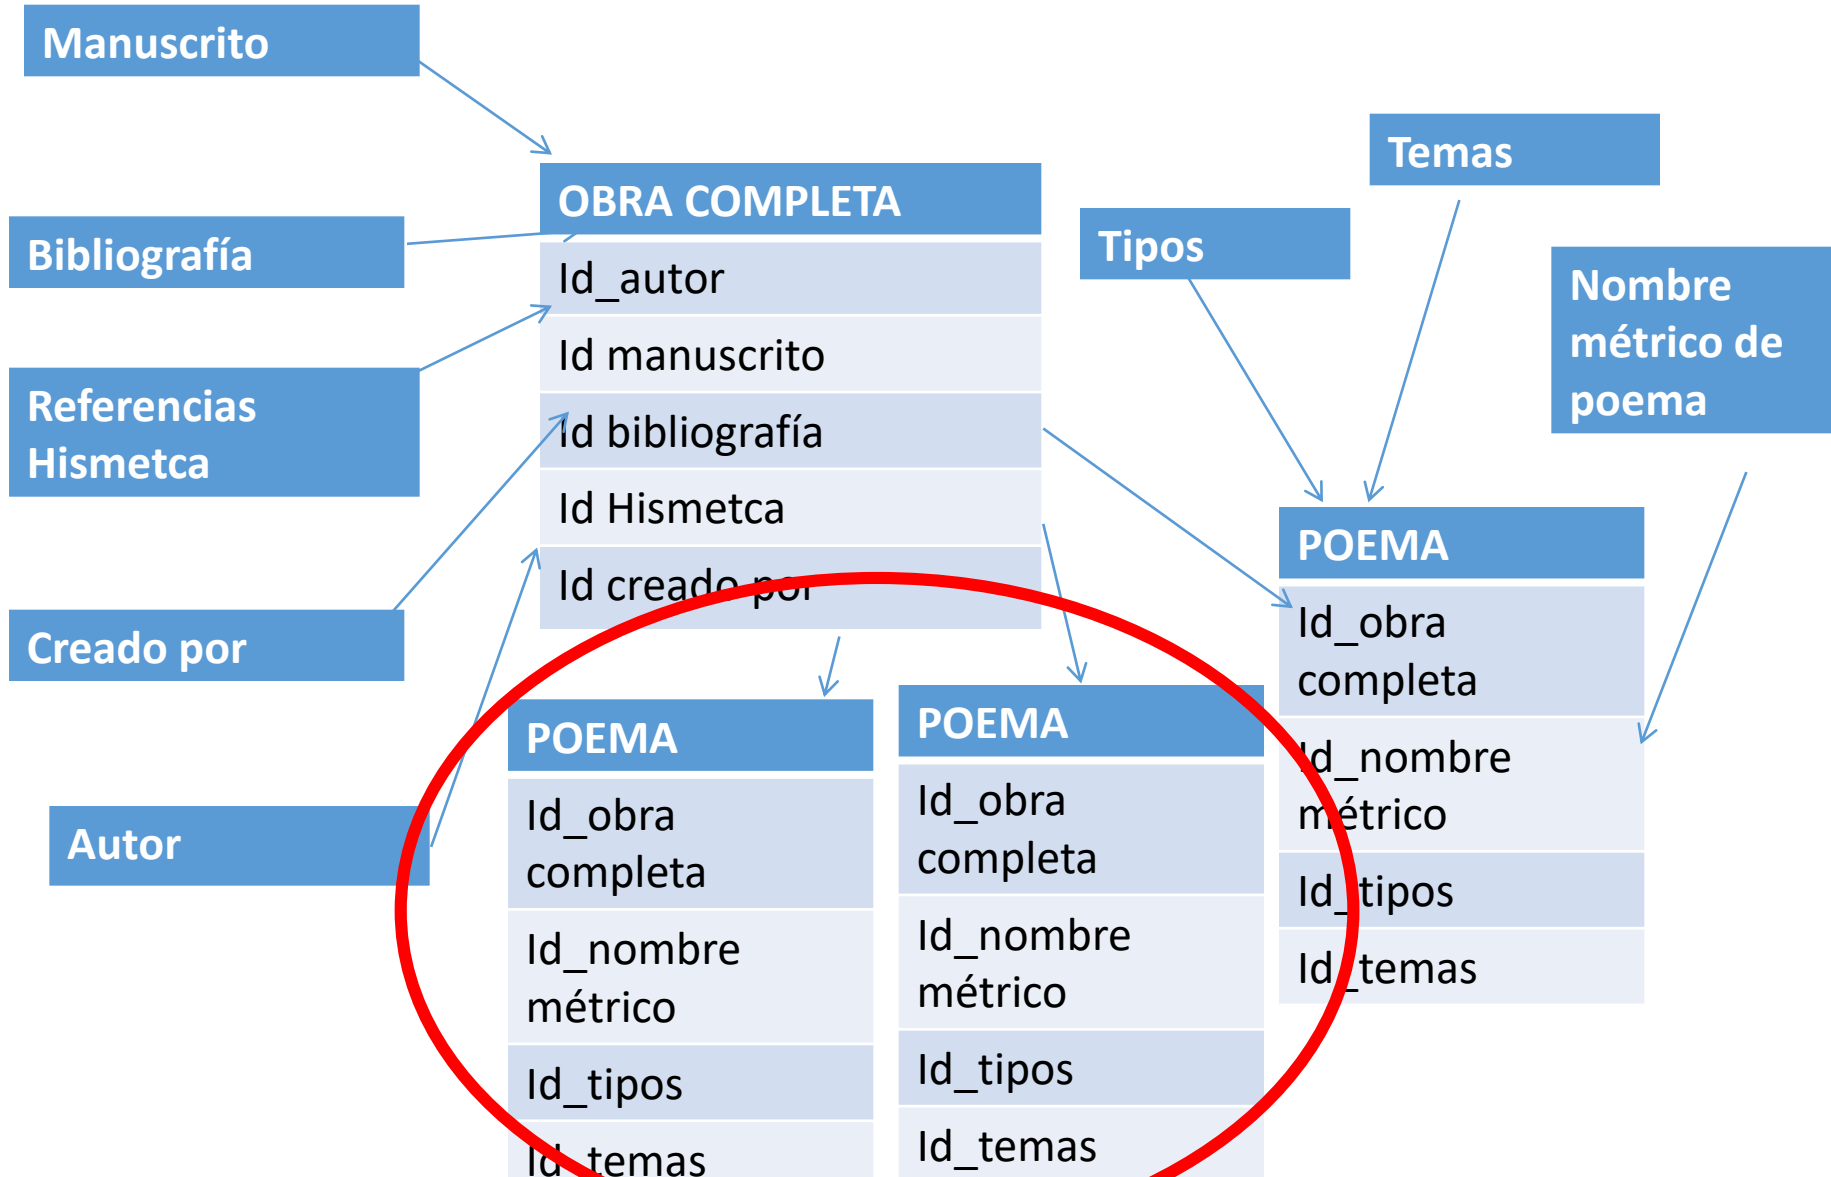 Manuscrito
Bibliografía
Referencias
Hismetca
Creado por
Autor
OBRA COMPLETA
Id_autor
Id manuscrito
Id bibliografía
Id Hismetca
Id creado por
Temas
Tipos
Nombre
métrico de
poema
POEMA
Id_obra
completa
Id_nombre
métrico
Id_tipos
Id_temas
POEMA
Id_obra
completa
Id_nombre
métrico
Id_tipos
Id_temas
POEMA
Id_obra
completa
Id_nombre
métrico
Id_tipos
Id_temas